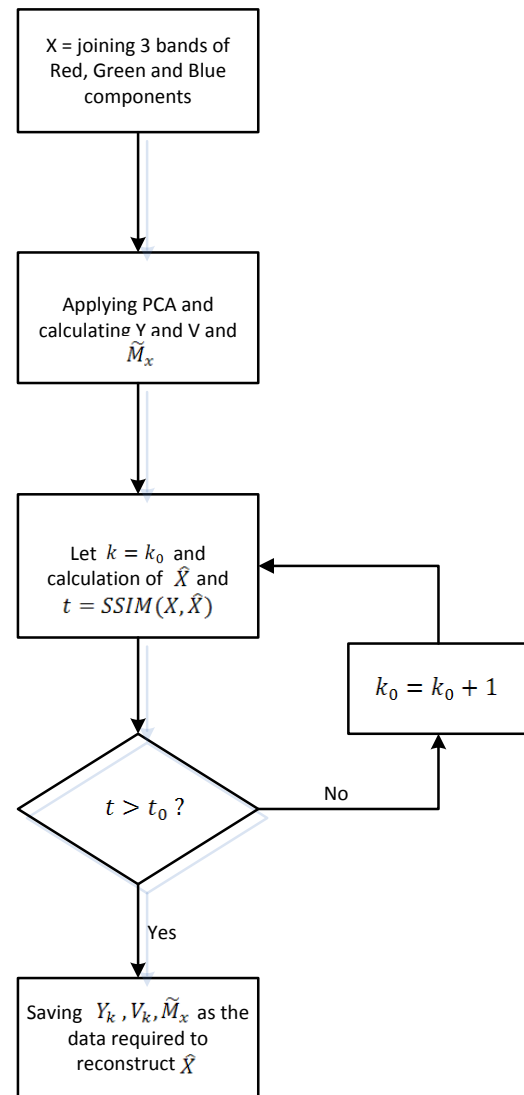 X = joining 3 bands of
Red, Green and Blue
components
Applying PCA and
calculating Y and V and
M̃ₓ
Let k = k₀ and
calculation of X̂ and
t = SSIM(X, X̂)
k₀ = k₀ + 1
t > t₀ ?
No
Yes
Saving Yₖ , Vₖ, M̃ₓ as the
data required to
reconstruct X̂